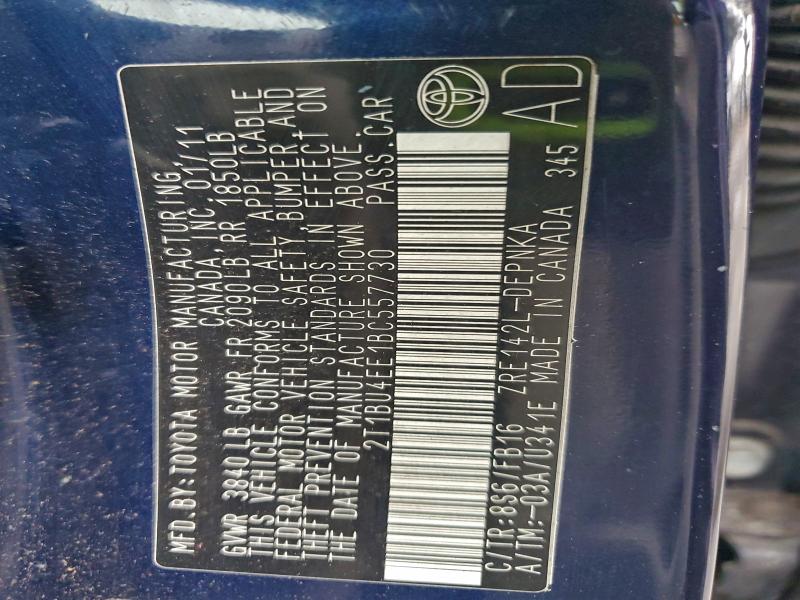 MFD.BY:TOYOTA MOTOR MANUFACTURING,
CANADA, INC. 01/11
GVWR 3840LB GAWR FR 2090LB RR 1850LB
THIS VEHICLE CONFORMS TO ALL APPLICABLE
FEDERAL MOTOR VEHICLE SAFETY, BUMPER, AND
THEFT PREVENTION STANDARDS IN EFFECT ON
THE DATE OF MANUFACTURE SHOWN ABOVE.
2T1BU4EE1BC557730 PASS.CAR
C/TR:8S6/FB16 ZRE142L-DEPNKA
A/TM:-03A/U341E MADE IN CANADA 345
AD